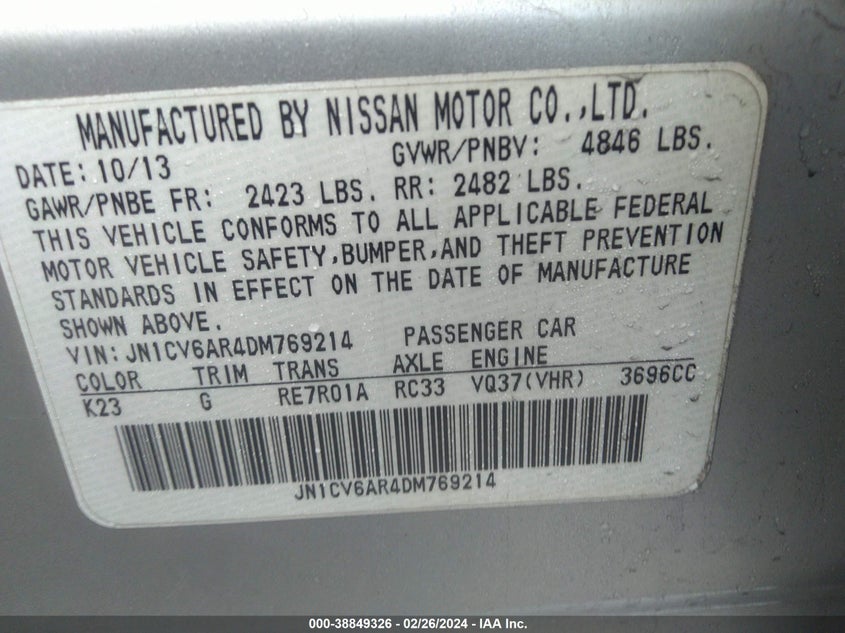 MANUFACTURED BY NISSAN MOTOR CO.,LTD.
DATE: 10/13 GVWR/PNBV: 4846 LBS.
GAWR/PNBE FR: 2423 LBS. RR: 2482 LBS.
THIS VEHICLE CONFORMS TO ALL APPLICABLE FEDERAL
MOTOR VEHICLE SAFETY,BUMPER,AND THEFT PREVENTION
STANDARDS IN EFFECT ON THE DATE OF MANUFACTURE
SHOWN ABOVE.
VIN: JN1CV6AR4DM769214 PASSENGER CAR
COLOR TRIM TRANS AXLE ENGINE
K23 G RE7R01A RC33 VQ37(VHR) 3696CC
JN1CV6AR4DM769214
000-38849326 - 02/26/2024 - IAA Inc.